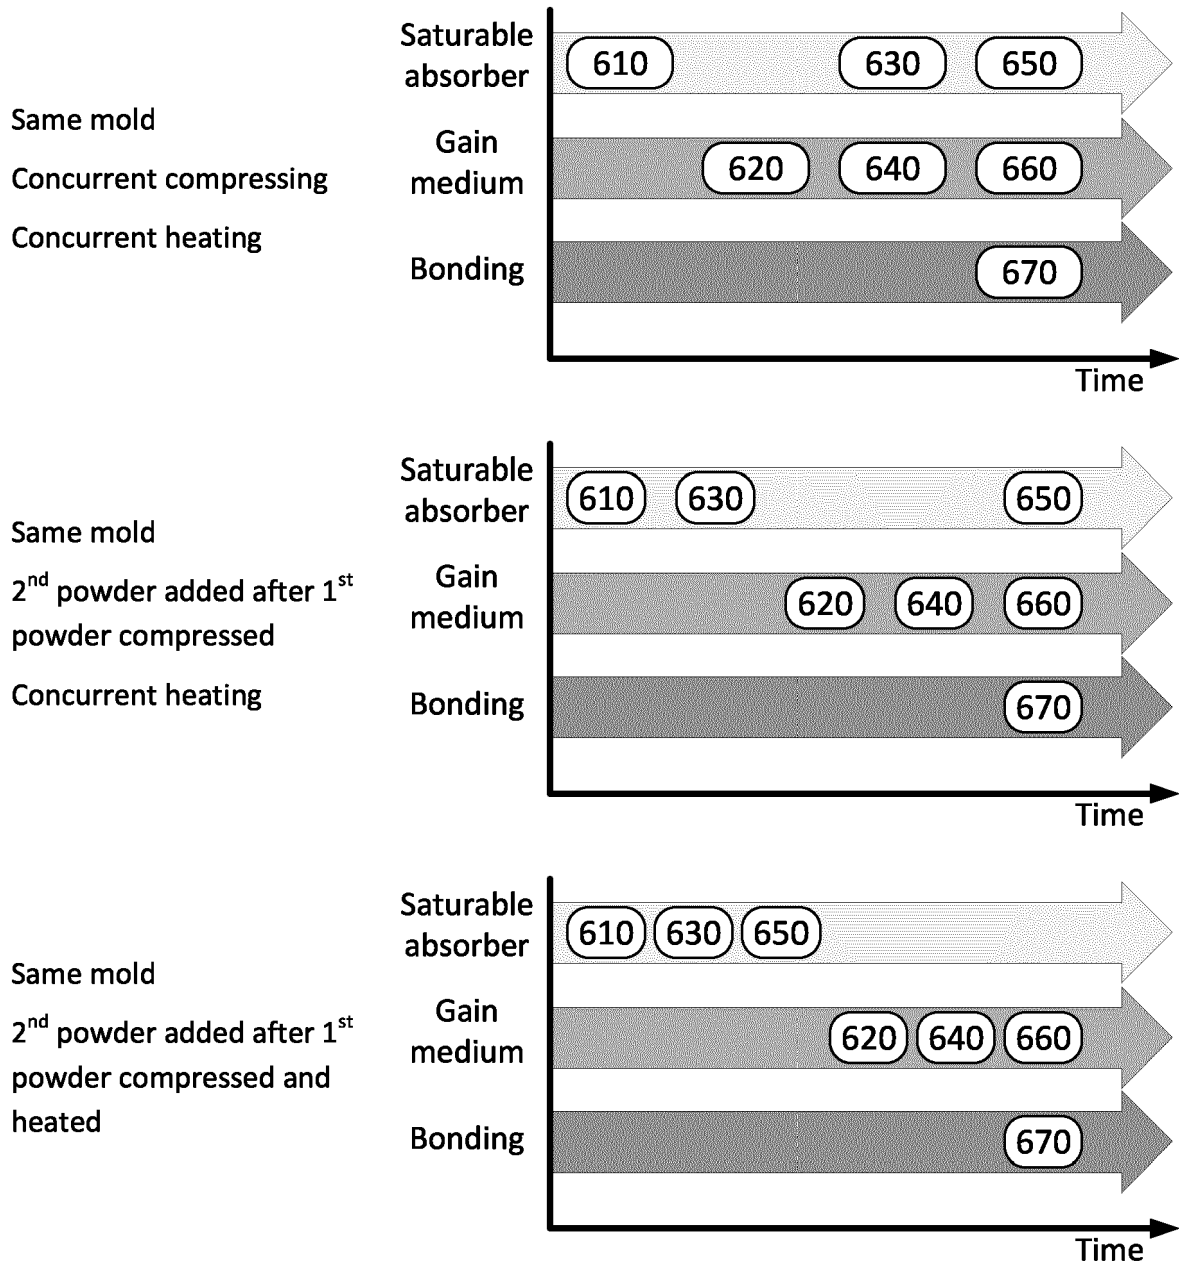 Same mold
Concurrent compressing
Concurrent heating
Saturable
absorber
610
630
650
Gain
medium
620
640
660
Bonding
670
Time
Same mold
2nd powder added after 1st
powder compressed
Concurrent heating
Saturable
absorber
610
630
650
Gain
medium
620
640
660
Bonding
670
Time
Same mold
2nd powder added after 1st
powder compressed and
heated
Saturable
absorber
610
630
650
Gain
medium
620
640
660
Bonding
670
Time